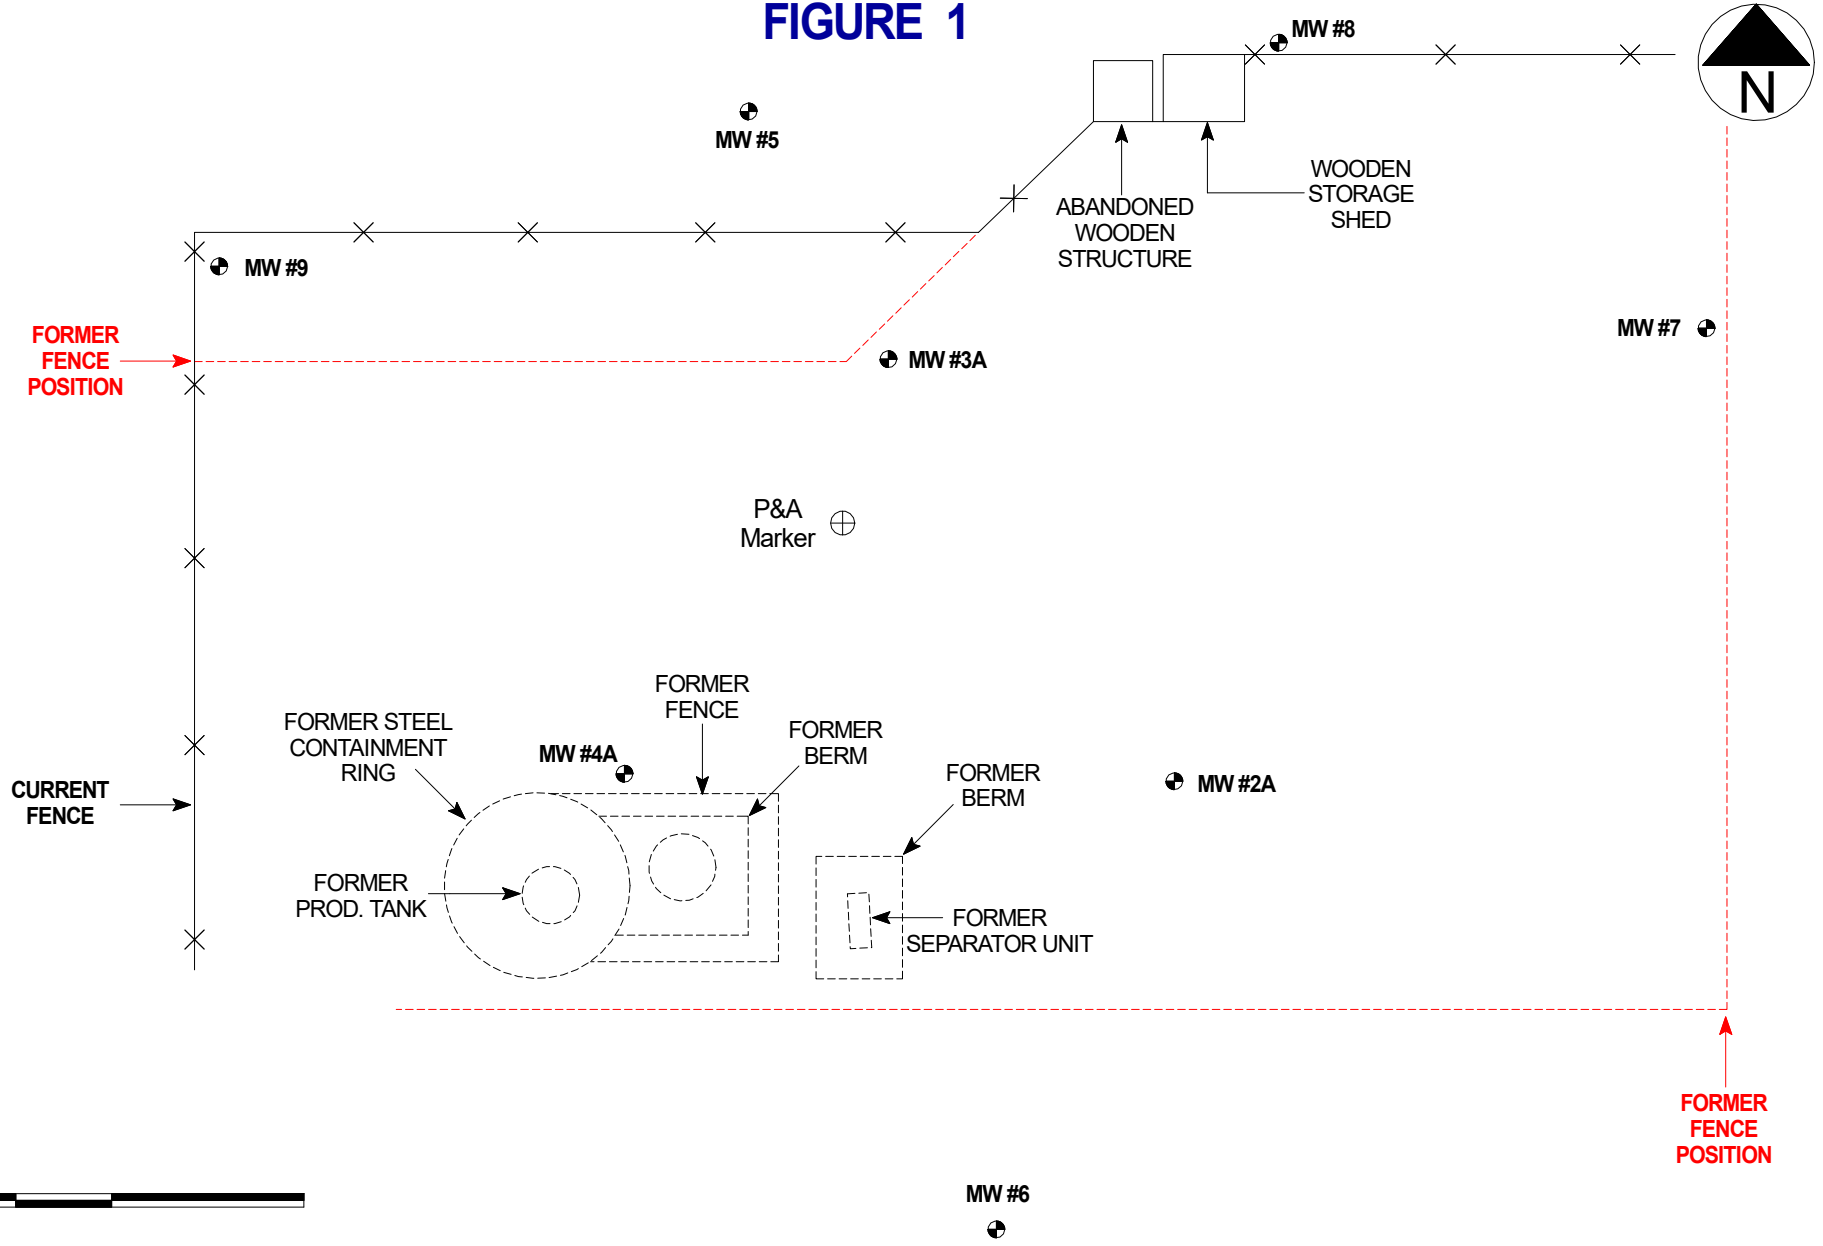 FIGURE 1
MW #8
N
MW #5
WOODEN
STORAGE
SHED
ABANDONED
WOODEN
STRUCTURE
MW #9
FORMER
FENCE
POSITION
MW #3A
MW #7
P&A
Marker
FORMER
FENCE
FORMER STEEL
CONTAINMENT
RING
FORMER
BERM
MW #4A
FORMER
BERM
MW #2A
CURRENT
FENCE
FORMER
PROD. TANK
FORMER
SEPARATOR UNIT
FORMER
FENCE
POSITION
MW #6